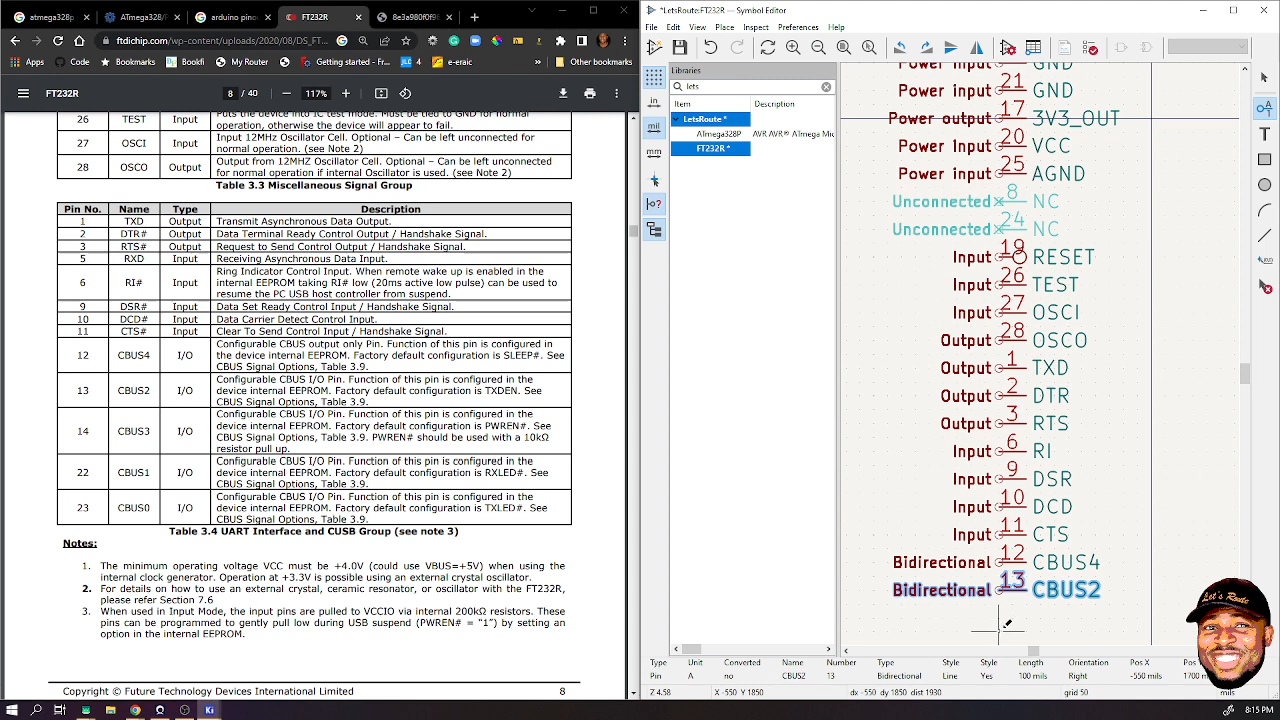 atmega328p
ATmega328/F
arduino pino
FT232R
8e3a980f0f9
ftdichip.com/wp-content/uploads/2020/08/DS_FT
Apps
Code
bookmarks
Bookfi
MyUsler
Let's Route
JLC
e-eraic
Other bookmarks
FT232R
8 / 40
117%
26 TEST Input Puts the device into IC test mode. Must be tied to GND for normal
operation, otherwise the device will appear to fail.
27 OSCI Input Input 12MHz Oscillator Cell. Optional – Can be left unconnected for
normal operation. (see Note 2)
28 OSCO Output Output from 12MHZ Oscillator Cell. Optional – Can be left unconnected
for normal operation if internal Oscillator is used. (see Note 2)
Table 3.3 Miscellaneous Signal Group
Pin No. Name Type Description
1 TXD Output Transmit Asynchronous Data Output.
2 DTR# Output Data Terminal Ready Control Output / Handshake Signal.
3 RTS# Output Request to Send Control Output / Handshake Signal.
5 RXD Input Receiving Asynchronous Data Input.
6 RI# Input Ring Indicator Control Input. When remote wake up is enabled in the
internal EEPROM taking RI# low (20ms active low pulse) can be used to
resume the PC USB host controller from suspend.
9 DSR# Input Data Set Ready Control Input / Handshake Signal.
10 DCD# Input Data Carrier Detect Control Input.
11 CTS# Input Clear To Send Control Input / Handshake Signal.
12 CBUS4 I/O Configurable CBUS output only Pin. Function of this pin is configured in
the device internal EEPROM. Factory default configuration is SLEEP#. See
CBUS Signal Options, Table 3.9.
13 CBUS2 I/O Configurable CBUS I/O Pin. Function of this pin is configured in the
device internal EEPROM. Factory default configuration is TXDEN. See
CBUS Signal Options, Table 3.9.
14 CBUS3 I/O Configurable CBUS I/O Pin. Function of this pin is configured in the
device internal EEPROM. Factory default configuration is PWREN#. See
CBUS Signal Options, Table 3.9. PWREN# should be used with a 10kΩ
resistor pull up.
22 CBUS1 I/O Configurable CBUS I/O Pin. Function of this pin is configured in the
device internal EEPROM. Factory default configuration is RXLED#. See
CBUS Signal Options, Table 3.9.
23 CBUS0 I/O Configurable CBUS I/O Pin. Function of this pin is configured in the
device internal EEPROM. Factory default configuration is TXLED#. See
CBUS Signal Options, Table 3.9.
Table 3.4 UART Interface and CUSB Group (see note 3)
Notes:
1. The minimum operating voltage VCC must be +4.0V (could use VBUS=+5V) when using the
internal clock generator. Operation at +3.3V is possible using an external crystal oscillator.
2. For details on how to use an external crystal, ceramic resonator, or oscillator with the FT232R,
please refer Section 7.6
3. When used in Input Mode, the input pins are pulled to VCCIO via internal 200kΩ resistors. These
pins can be programmed to gently pull low during USB suspend (PWREN# = “1”) by setting an
option in the internal EEPROM.
Copyright © Future Technology Devices International Limited 8
*LetsRoute:FT232R — Symbol Editor
File Edit View Place Inspect Preferences Help
Libraries
lets
Item Description
LetsRoute *
ATmega328P AVR AVR® ATmega Mic
FT232R *
in
mil
mm
Power input GND
Power input 21 GND
Power output 17 3V3_OUT
Power input 20 VCC
Power input 25 AGND
Unconnected 8 NC
Unconnected 24 NC
Input 19 RESET
Input 26 TEST
Input 27 OSCI
Output 28 OSCO
Output 1 TXD
Output 2 DTR
Output 3 RTS
Input 6 RI
Input 9 DSR
Input 10 DCD
Input 11 CTS
Bidirectional 12 CBUS4
Bidirectional 13 CBUS2
Let's Route
Type Unit Converted Name Number Type Style Style Length Orientation Pos X Pos Y
Pin A no CBUS2 13 Bidirectional Line Yes 100 mils Right -550 mils 1700 mils
Z 4.58 X -550 Y 1850 dx -550 dy 1850 dist 1930 grid 50 mils
8:15 PM